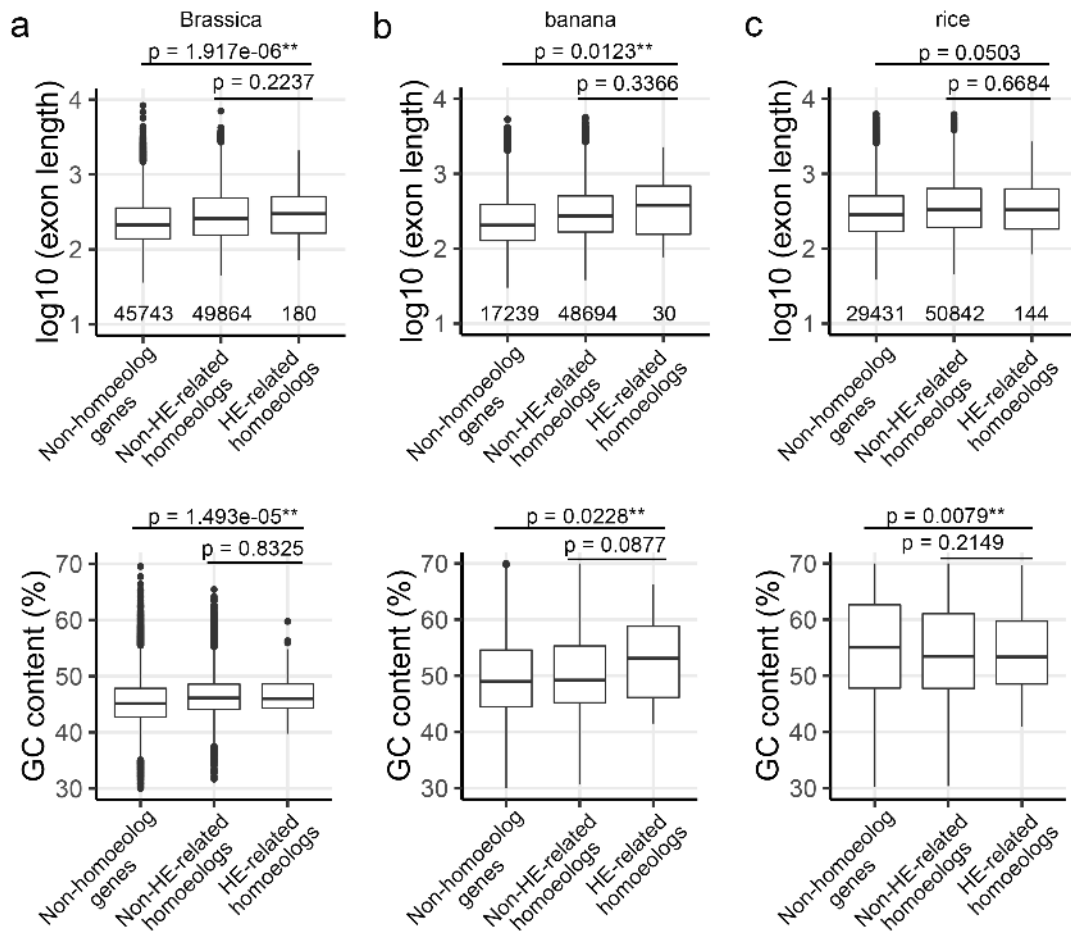 a
Brassica
p = 1.917e-06**
p = 0.2237
log10 (exon length)
4
3
2
1
45743 49864 180
Non-homoeolog
genes
Non-HE-related
homoeologs
HE-related
homoeologs
b
banana
p = 0.0123**
p = 0.3366
log10 (exon length)
4
3
2
1
17239 48694 30
Non-homoeolog
genes
Non-HE-related
homoeologs
HE-related
homoeologs
c
rice
p = 0.0503
p = 0.6684
log10 (exon length)
4
3
2
1
29431 50842 144
Non-homoeolog
genes
Non-HE-related
homoeologs
HE-related
homoeologs
p = 1.493e-05**
p = 0.8325
GC content (%)
70
60
50
40
30
Non-homoeolog
genes
Non-HE-related
homoeologs
HE-related
homoeologs
p = 0.0228**
p = 0.0877
GC content (%)
70
60
50
40
30
Non-homoeolog
genes
Non-HE-related
homoeologs
HE-related
homoeologs
p = 0.0079**
p = 0.2149
GC content (%)
70
60
50
40
30
Non-homoeolog
genes
Non-HE-related
homoeologs
HE-related
homoeologs